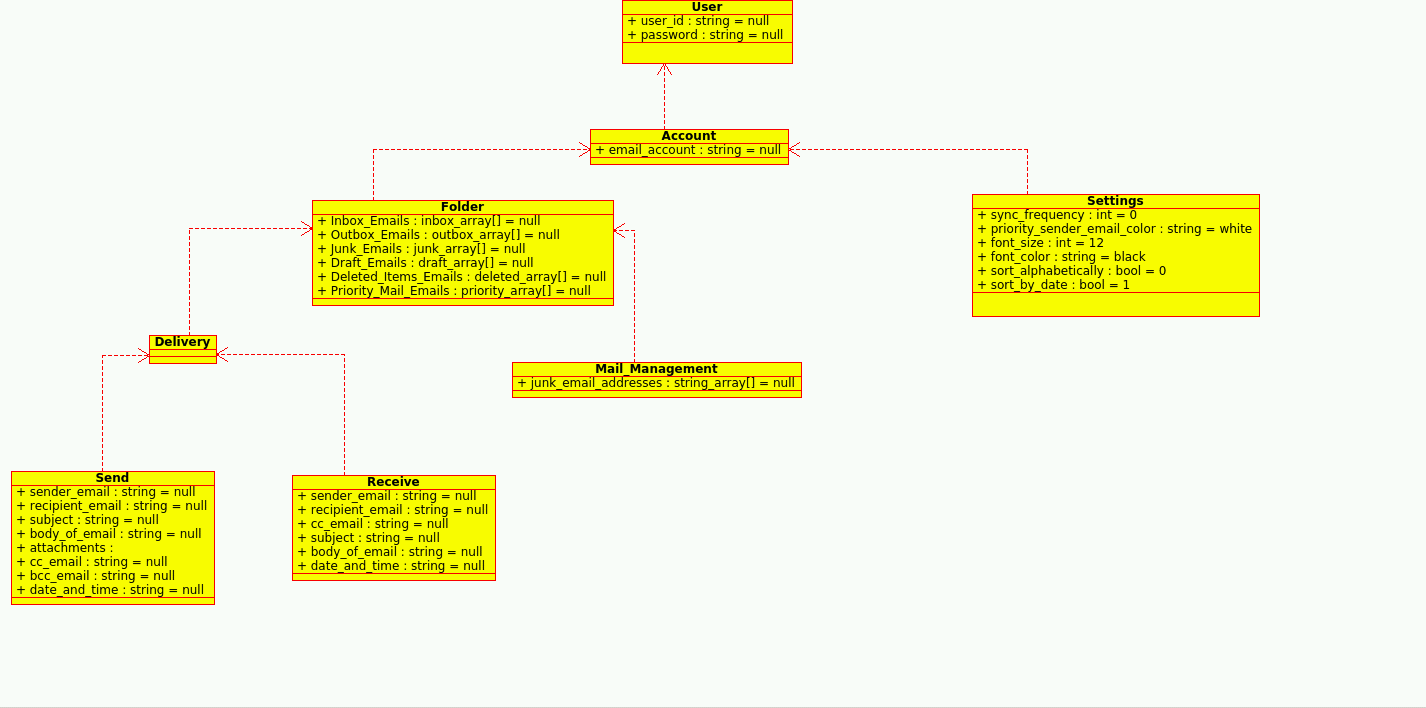 User
+ user_id : string = null
+ password : string = null
Account
+ email_account : string = null
Folder
+ Inbox_Emails : inbox_array[] = null
+ Outbox_Emails : outbox_array[] = null
+ Junk_Emails : junk_array[] = null
+ Draft_Emails : draft_array[] = null
+ Deleted_Items_Emails : deleted_array[] = null
+ Priority_Mail_Emails : priority_array[] = null
Settings
+ sync_frequency : int = 0
+ priority_sender_email_color : string = white
+ font_size : int = 12
+ font_color : string = black
+ sort_alphabetically : bool = 0
+ sort_by_date : bool = 1
Delivery
Mail_Management
+ junk_email_addresses : string_array[] = null
Send
+ sender_email : string = null
+ recipient_email : string = null
+ subject : string = null
+ body_of_email : string = null
+ attachments :
+ cc_email : string = null
+ bcc_email : string = null
+ date_and_time : string = null
Receive
+ sender_email : string = null
+ recipient_email : string = null
+ cc_email : string = null
+ subject : string = null
+ body_of_email : string = null
+ date_and_time : string = null